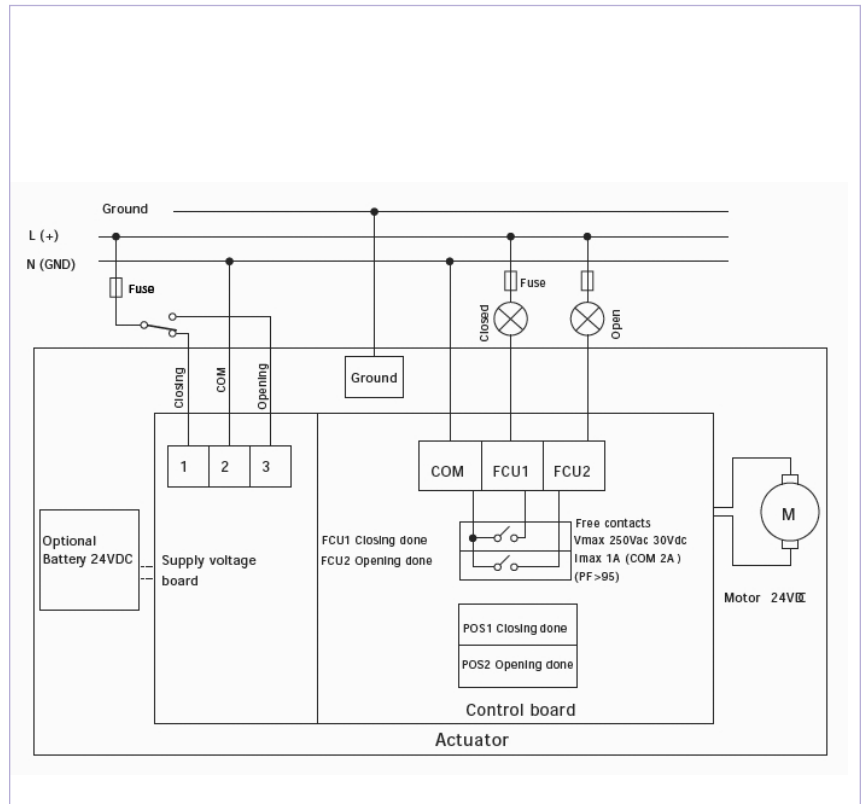 Ground
L (+)
N (GND)
Fuse
Fuse
Closed
Open
Closing
COM
Opening
Ground
1 2 3
COM FCU1 FCU2
Optional
Battery 24VDC
Supply voltage
board
FCU1 Closing done
FCU2 Opening done
Free contacts
Vmax 250Vac 30Vdc
Imax 1A (COM 2A)
(PF>95)
M
Motor 24VDC
POS1 Closing done
POS2 Opening done
Control board
Actuator